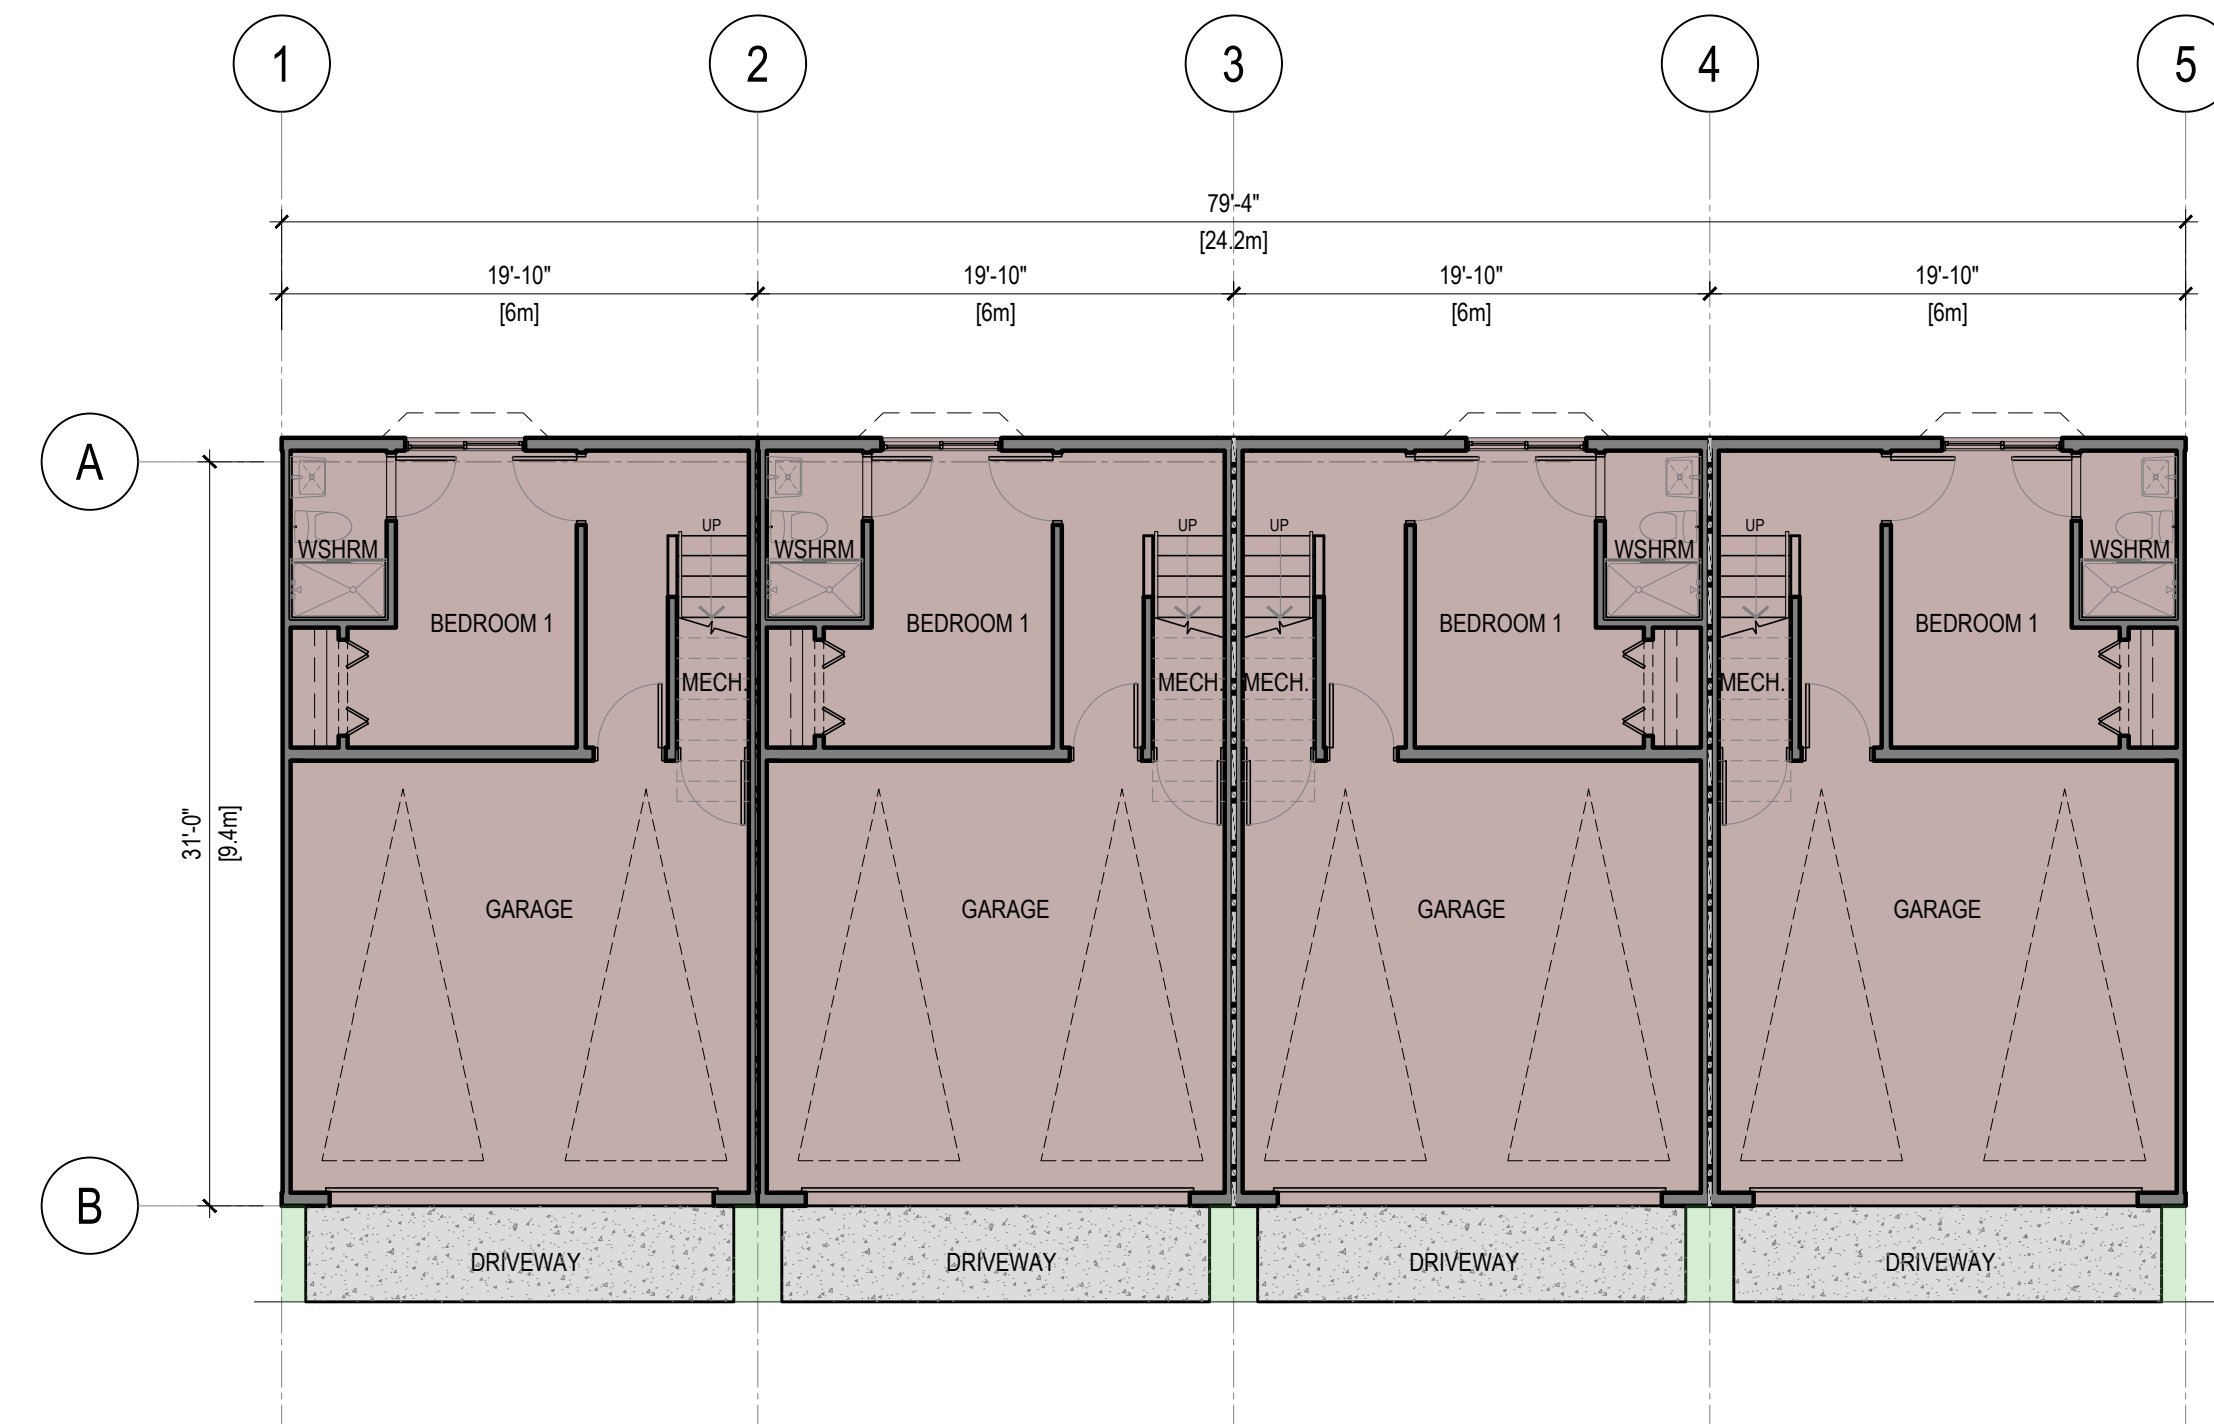 1
2
3
4
5
79'-4"
[24.2m]
19'-10"
19'-10"
19'-10"
19'-10"
[6m]
[6m]
[6m]
[6m]
A
UP
UP
UP
UP
WSHRM
WSHRM
WSHRM
WSHRM
BEDROOM 1
BEDROOM 1
BEDROOM 1
BEDROOM 1
MECH.
MECH.
MECH.
MECH.
31'-0"
[9.4m]
GARAGE
GARAGE
GARAGE
GARAGE
B
DRIVEWAY
DRIVEWAY
DRIVEWAY
DRIVEWAY